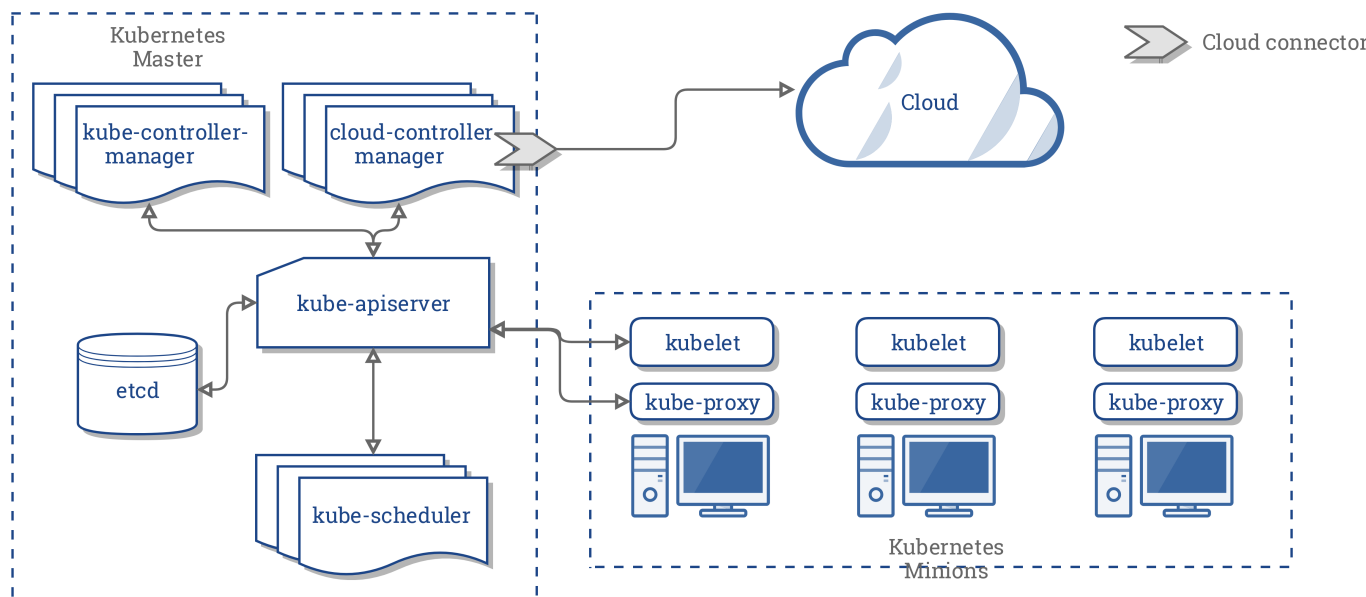 Kubernetes
Master
kube-controller-
manager
cloud-controller
manager
Cloud
Cloud connector
kube-apiserver
etcd
kube-scheduler
kubelet
kubelet
kubelet
kube-proxy
kube-proxy
kube-proxy
Kubernetes
Minions